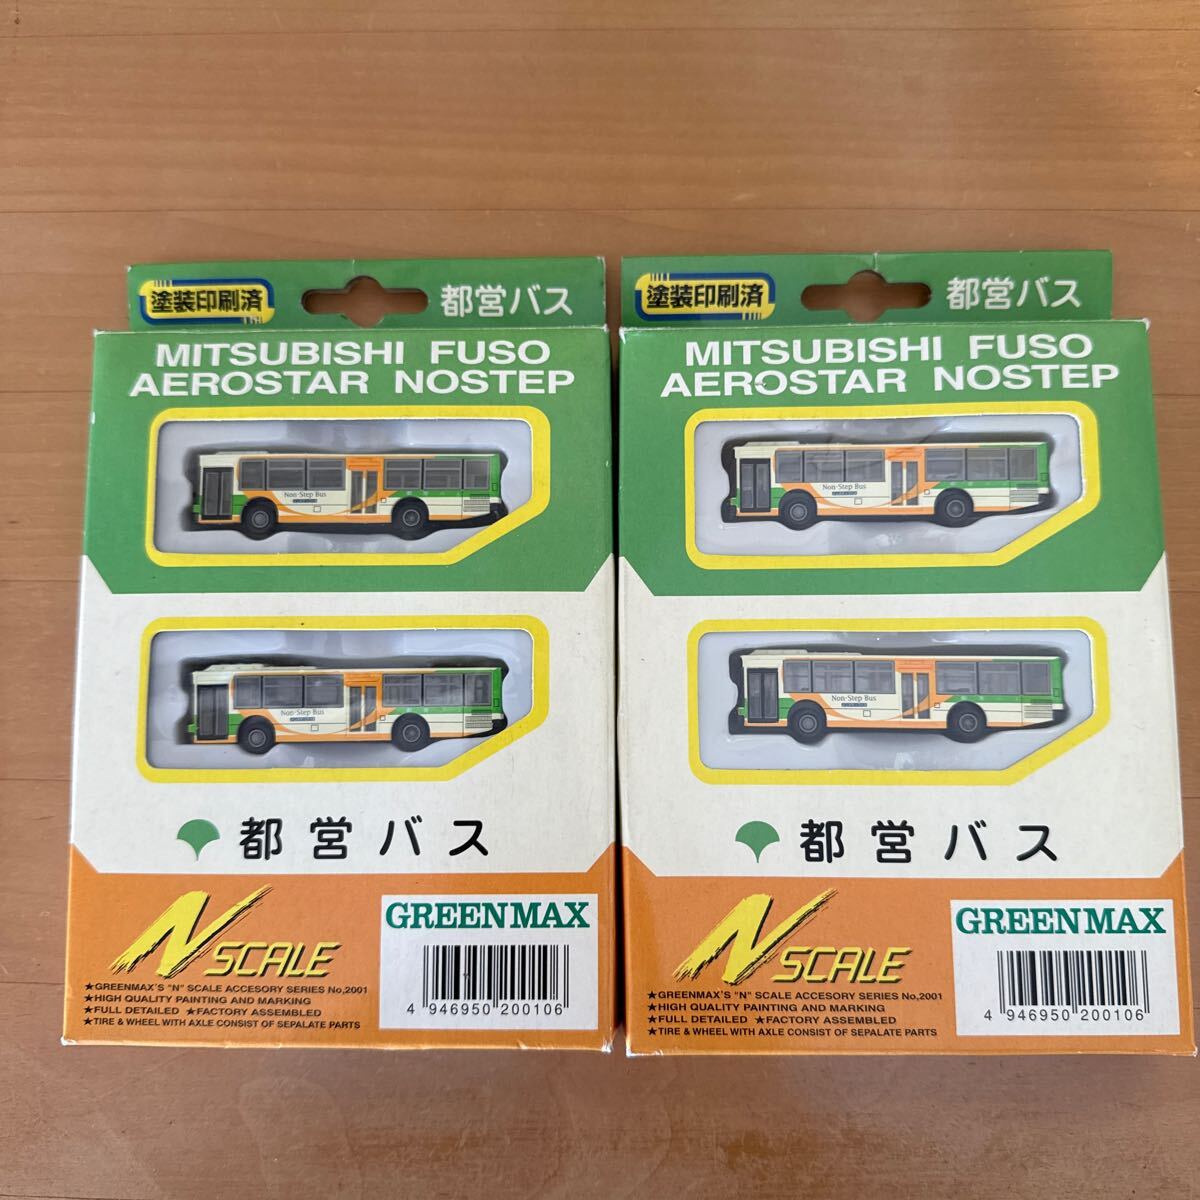 塗装印刷済 都営バス
MITSUBISHI FUSO
AEROSTAR NOSTEP
Non-Step Bus
Non-Step Bus
都営バス
N SCALE
GREENMAX
★GREENMAX'S "N" SCALE ACCESORY SERIES No,2001
★HIGH QUALITY PAINTING AND MARKING
★FULL DETAILED ★FACTORY ASSEMBLED
★TIRE & WHEEL WITH AXLE CONSIST OF SEPALATE PARTS
4 946950 200106
塗装印刷済 都営バス
MITSUBISHI FUSO
AEROSTAR NOSTEP
Non-Step Bus
Non-Step Bus
都営バス
N SCALE
GREENMAX
★GREENMAX'S "N" SCALE ACCESORY SERIES No,2001
★HIGH QUALITY PAINTING AND MARKING
★FULL DETAILED ★FACTORY ASSEMBLED
★TIRE & WHEEL WITH AXLE CONSIST OF SEPALATE PARTS
4 946950 200106